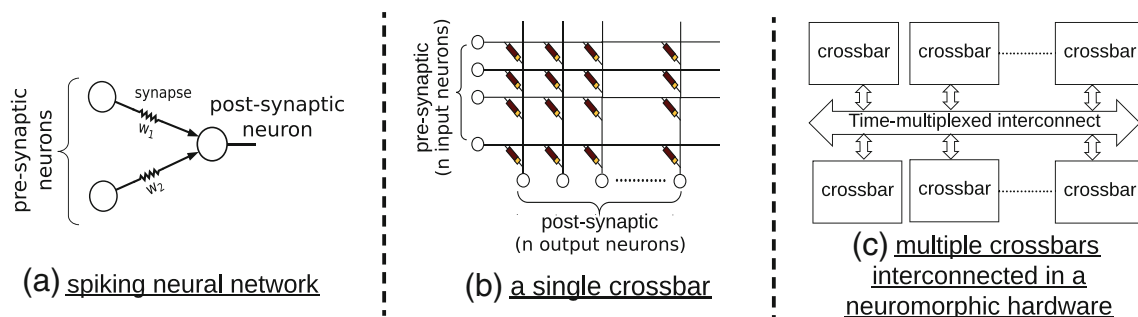 pre-synaptic
neurons
synapse
w1
w2
post-synaptic
neuron
(a) spiking neural network
pre-synaptic
(n input neurons)
post-synaptic
(n output neurons)
(b) a single crossbar
crossbar
crossbar
crossbar
Time-multiplexed interconnect
crossbar
crossbar
crossbar
(c) multiple crossbars
interconnected in a
neuromorphic hardware